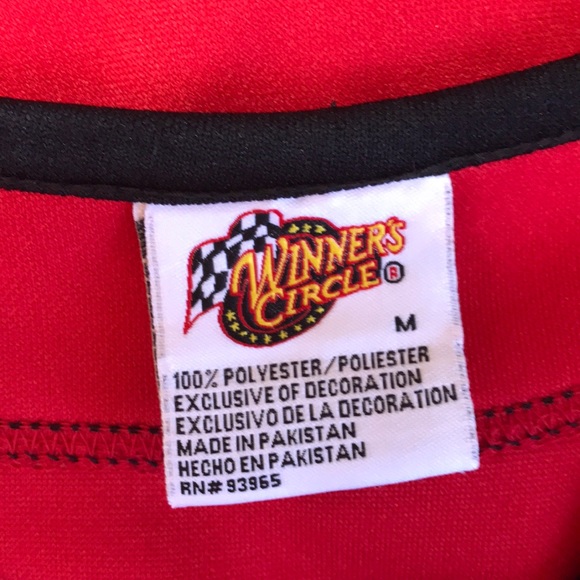 WINNER'S
CIRCLE ®
M
100% POLYESTER/POLIESTER
EXCLUSIVE OF DECORATION
EXCLUSIVO DE LA DECORATION
MADE IN PAKISTAN
HECHO EN PAKISTAN
RN# 93965